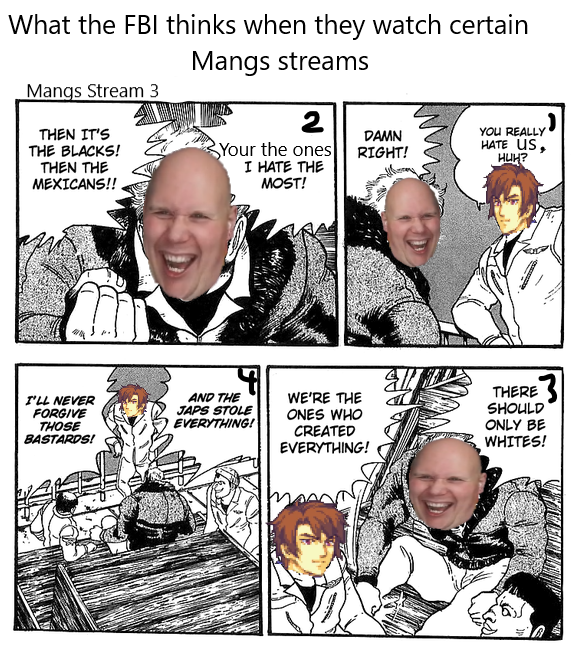 What the FBI thinks when they watch certain
Mangs streams
Mangs Stream 3
1
YOU REALLY
HATE us,
HUH?
DAMN
RIGHT!
2
Your the ones
I HATE THE
MOST!
THEN IT'S
THE BLACKS!
THEN THE
MEXICANS!!
3
THERE
SHOULD
ONLY BE
WHITES!
WE'RE THE
ONES WHO
CREATED
EVERYTHING!
4
AND THE
JAPS STOLE
EVERYTHING!
I'LL NEVER
FORGIVE
THOSE
BASTARDS!